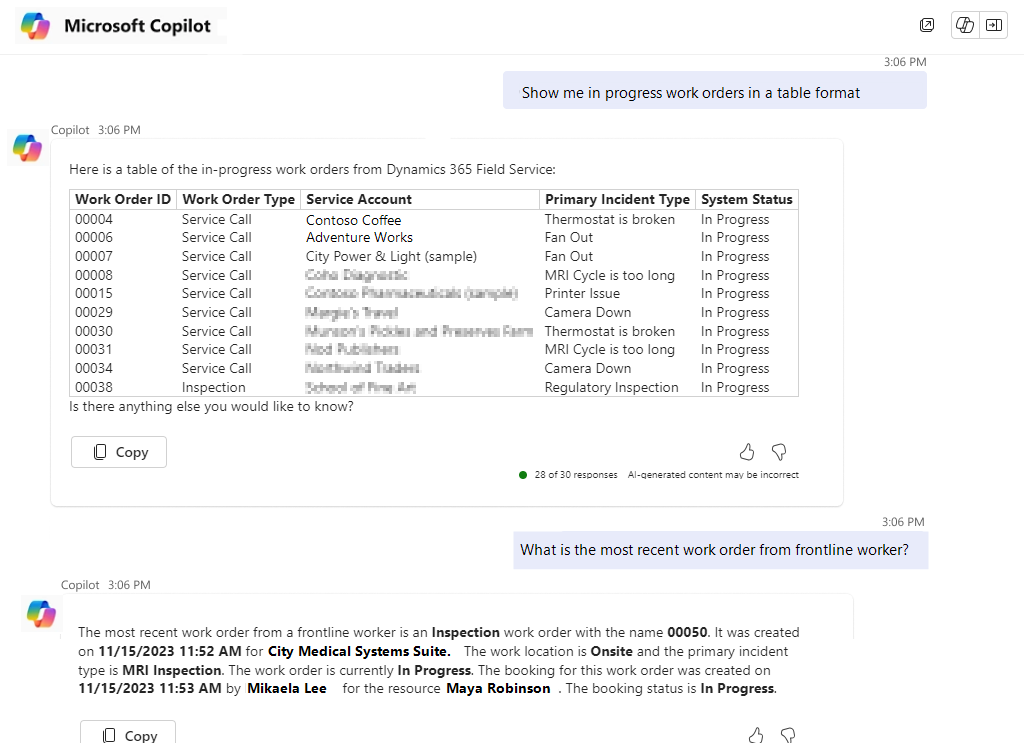 Microsoft Copilot
3:06 PM
Show me in progress work orders in a table format
Copilot 3:06 PM
Here is a table of the in-progress work orders from Dynamics 365 Field Service:
Work Order ID Work Order Type Service Account Primary Incident Type System Status
00004 Service Call Contoso Coffee Thermostat is broken In Progress
00006 Service Call Adventure Works Fan Out In Progress
00007 Service Call City Power & Light (sample) Fan Out In Progress
00008 Service Call MRI Cycle is too long In Progress
00015 Service Call Printer Issue In Progress
00029 Service Call Camera Down In Progress
00030 Service Call Thermostat is broken In Progress
00031 Service Call MRI Cycle is too long In Progress
00034 Service Call Camera Down In Progress
00038 Inspection Regulatory Inspection In Progress
Is there anything else you would like to know?
Copy
28 of 30 responses AI-generated content may be incorrect
3:06 PM
What is the most recent work order from frontline worker?
Copilot 3:06 PM
The most recent work order from a frontline worker is an Inspection work order with the name 00050. It was created
on 11/15/2023 11:52 AM for City Medical Systems Suite. The work location is Onsite and the primary incident
type is MRI Inspection. The work order is currently In Progress. The booking for this work order was created on
11/15/2023 11:53 AM by Mikaela Lee for the resource Maya Robinson . The booking status is In Progress.
Copy